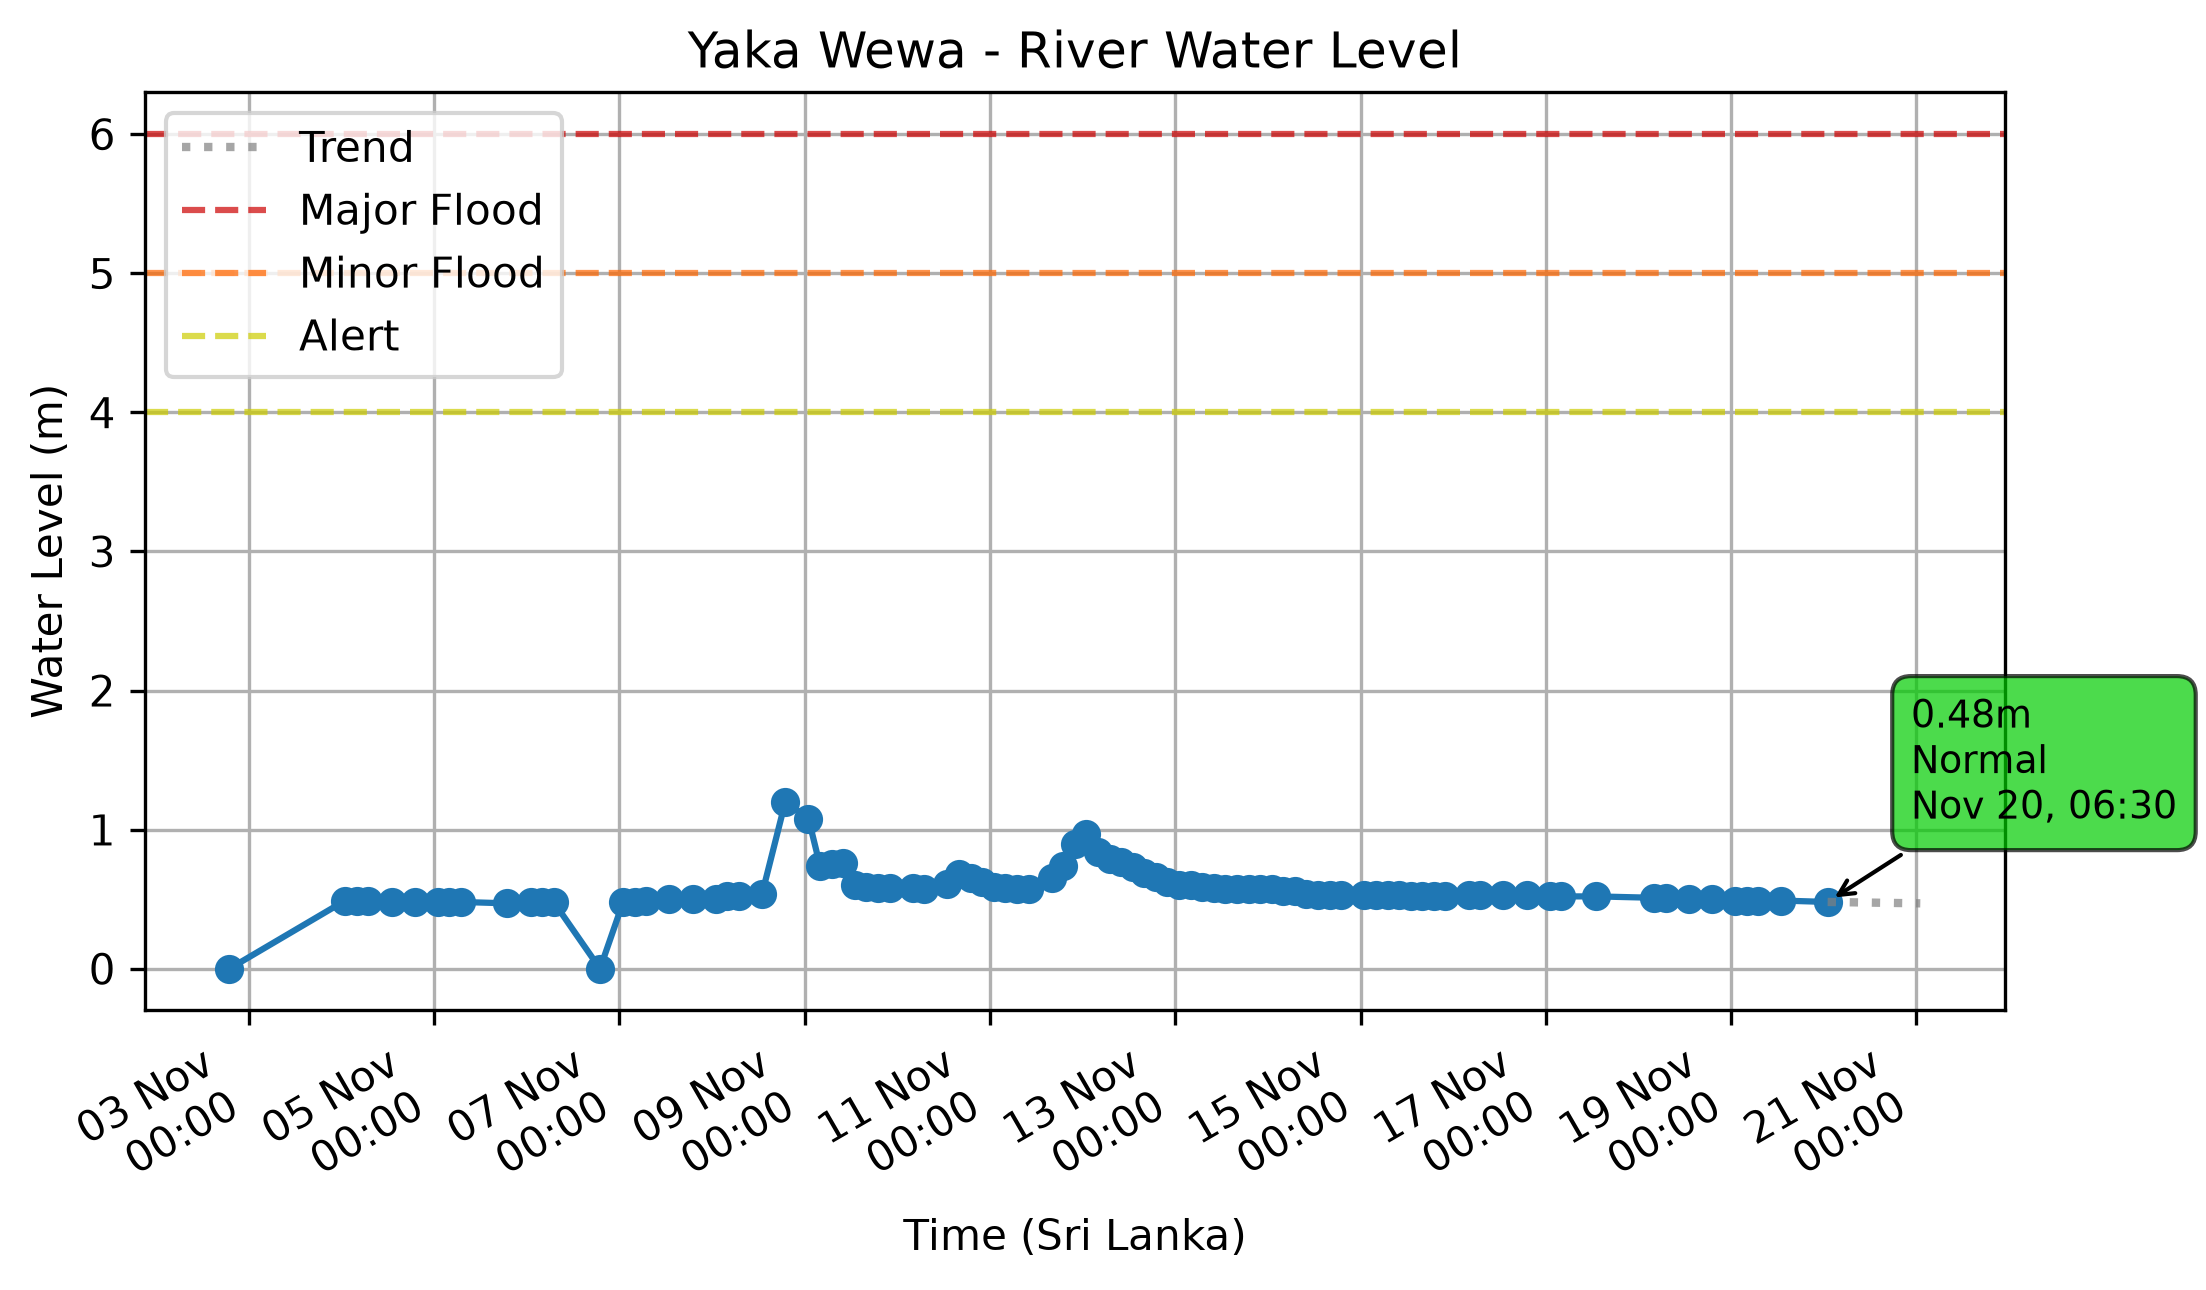 Yaka Wewa - River Water Level
Trend
Major Flood
Minor Flood
Alert
Water Level (m)
6
5
4
3
2
1
0
0.48m
Normal
Nov 20, 06:30
03 Nov
00:00
05 Nov
00:00
07 Nov
00:00
09 Nov
00:00
11 Nov
00:00
13 Nov
00:00
15 Nov
00:00
17 Nov
00:00
19 Nov
00:00
21 Nov
00:00
Time (Sri Lanka)